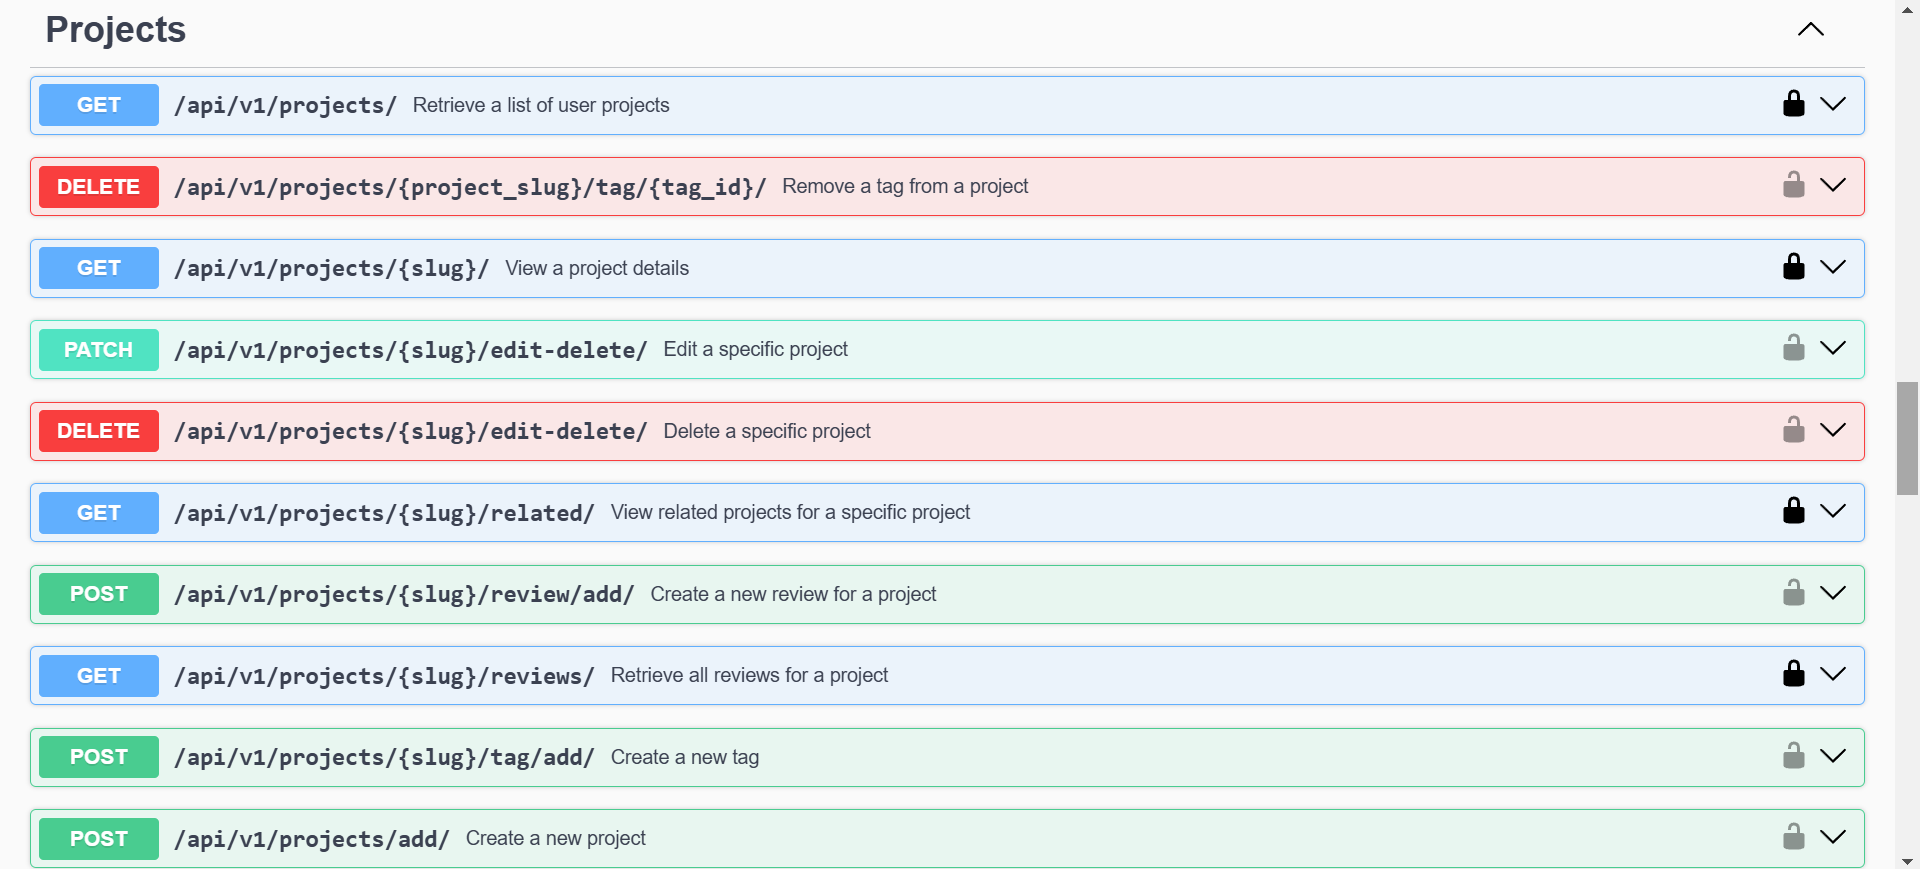 Projects
GET /api/v1/projects/ Retrieve a list of user projects
DELETE /api/v1/projects/{project_slug}/tag/{tag_id}/ Remove a tag from a project
GET /api/v1/projects/{slug}/ View a project details
PATCH /api/v1/projects/{slug}/edit-delete/ Edit a specific project
DELETE /api/v1/projects/{slug}/edit-delete/ Delete a specific project
GET /api/v1/projects/{slug}/related/ View related projects for a specific project
POST /api/v1/projects/{slug}/review/add/ Create a new review for a project
GET /api/v1/projects/{slug}/reviews/ Retrieve all reviews for a project
POST /api/v1/projects/{slug}/tag/add/ Create a new tag
POST /api/v1/projects/add/ Create a new project